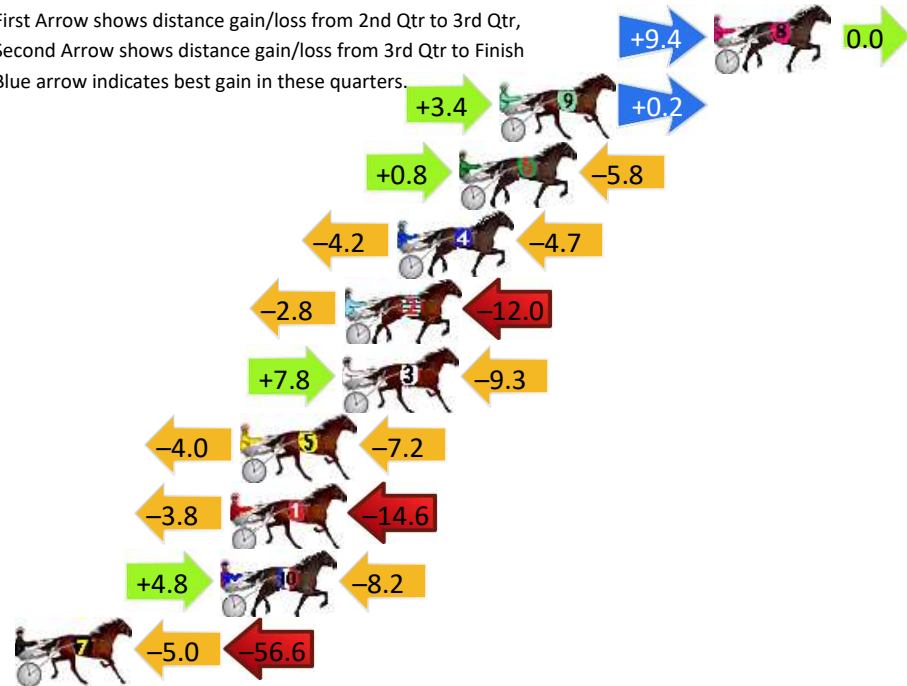 First Arrow shows distance gain/loss from 2nd Qtr to 3rd Qtr,
Second Arrow shows distance gain/loss from 3rd Qtr to Finish
Blue arrow indicates best gain in these quarters.
+9.4 8 0.0
+3.4 9 +0.2
+0.8 −5.8
−4.2 4 −4.7
−2.8 −12.0
+7.8 3 −9.3
−4.0 5 −7.2
−3.8 1 −14.6
+4.8 10 −8.2
7 −5.0 −56.6